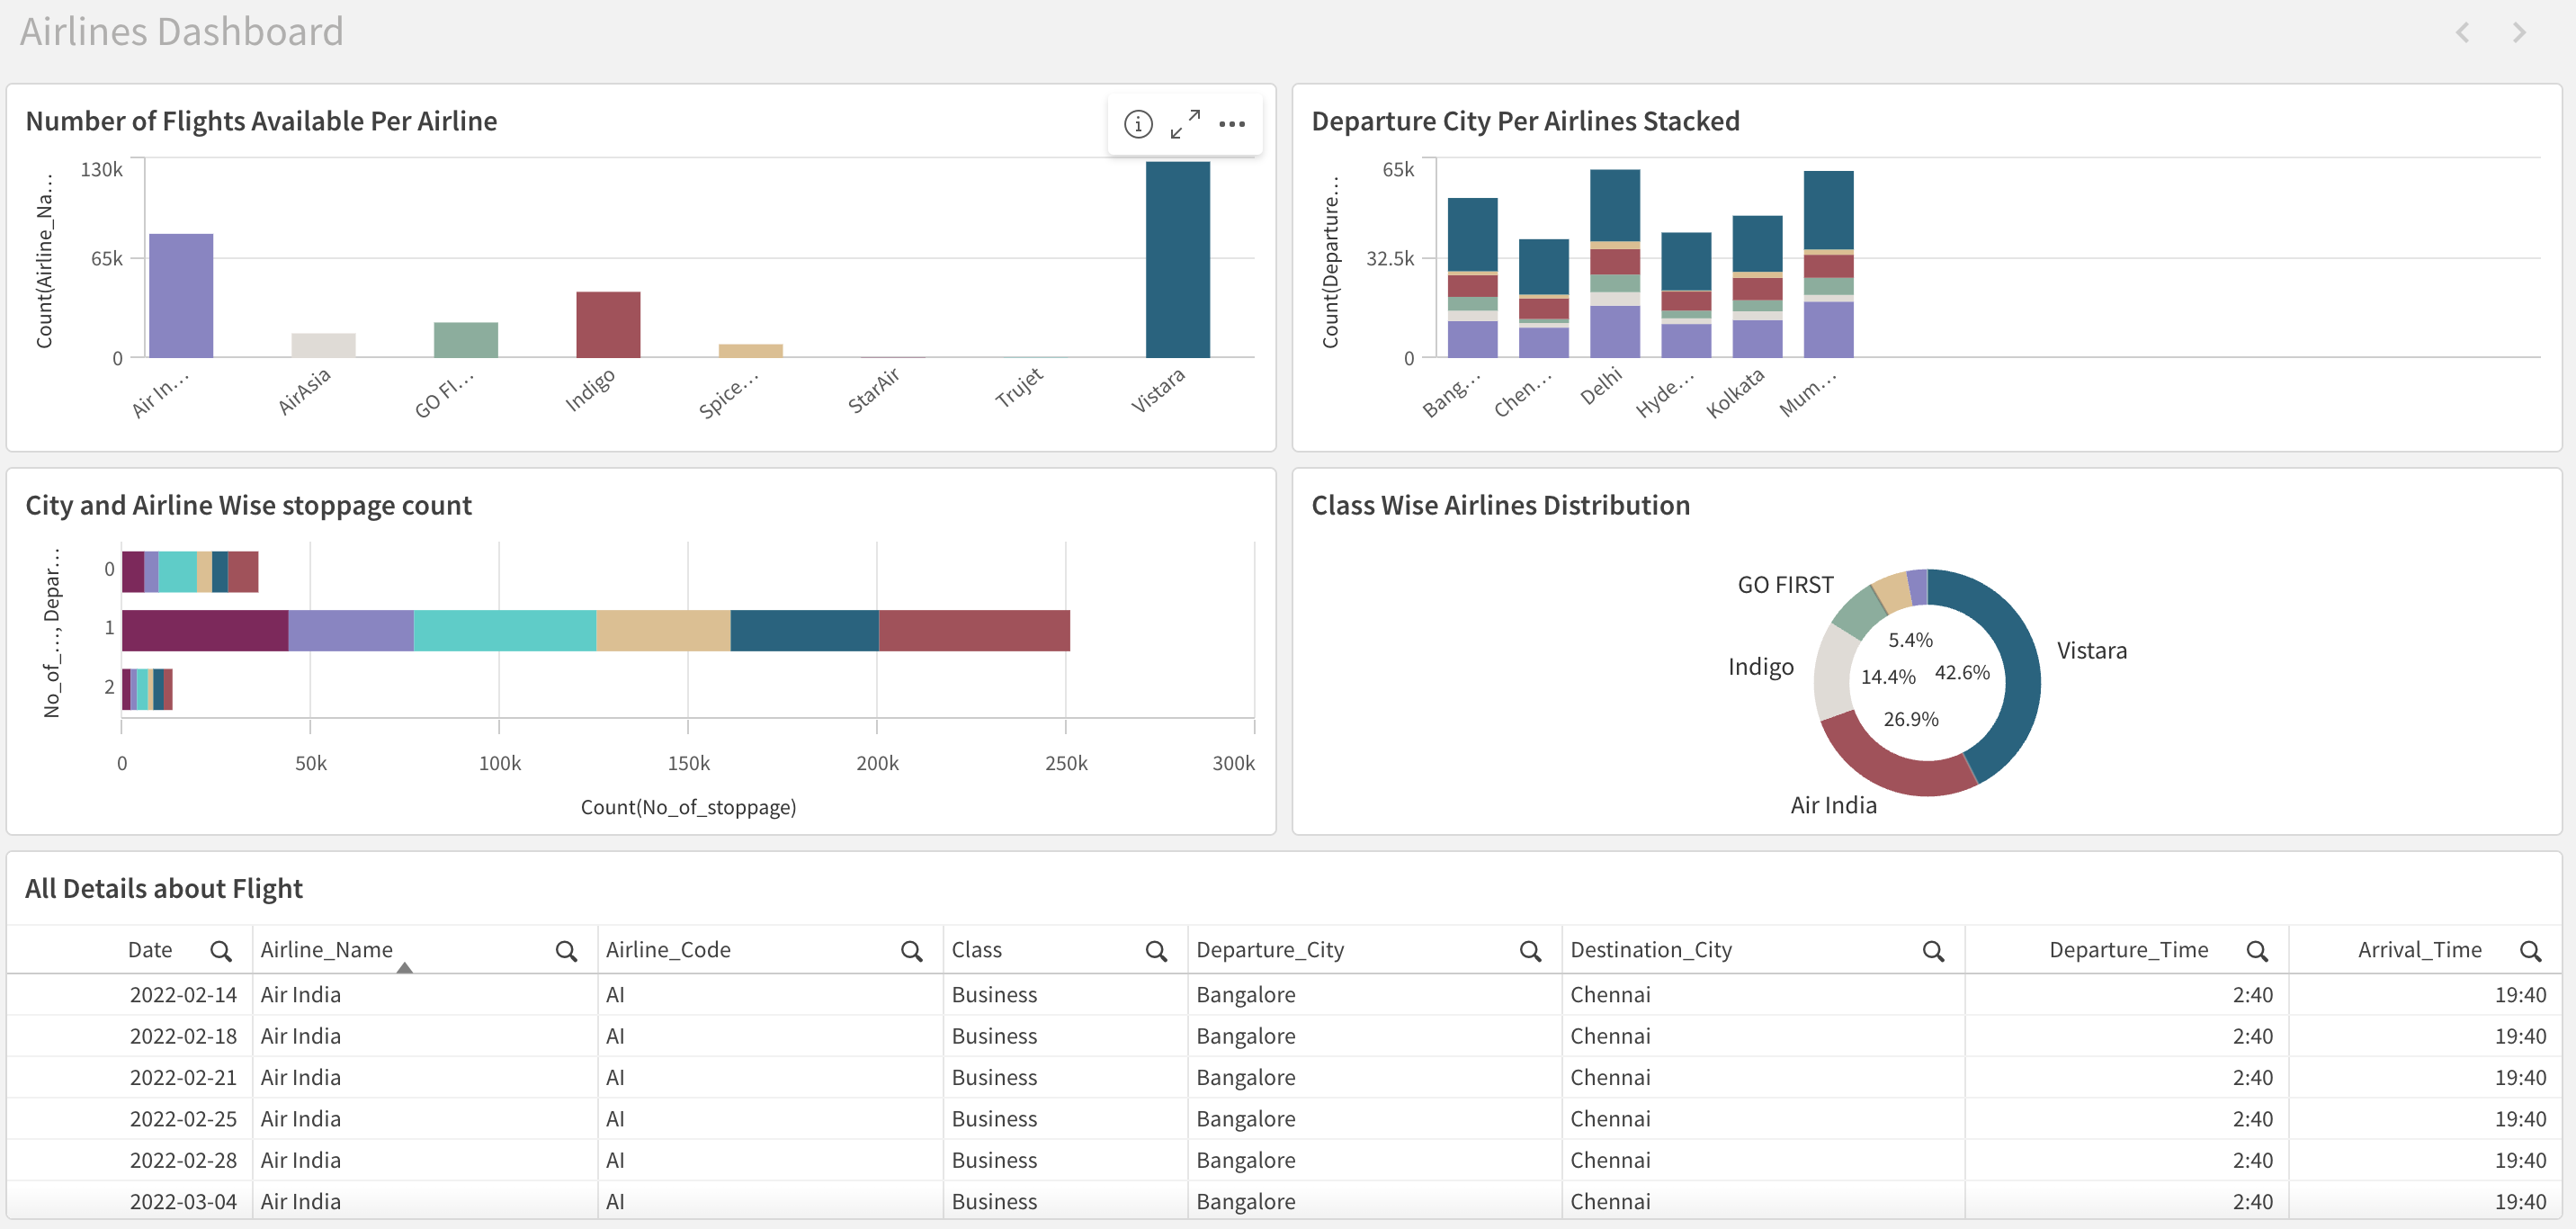 Airlines Dashboard
Number of Flights Available Per Airline
Count(Airline_Na...
130k
65k
0
Air In...
AirAsia
GO FI...
Indigo
Spice...
StarAir
Trujet
Vistara
Departure City Per Airlines Stacked
Count(Departure...
65k
32.5k
0
Bang...
Chen...
Delhi
Hyde...
Kolkata
Mum...
City and Airline Wise stoppage count
No_of_..., Depar...
0
1
2
0 50k 100k 150k 200k 250k 300k
Count(No_of_stoppage)
Class Wise Airlines Distribution
GO FIRST
5.4%
Vistara
Indigo
14.4% 42.6%
26.9%
Air India
All Details about Flight
Date Airline_Name Airline_Code Class Departure_City Destination_City Departure_Time Arrival_Time
2022-02-14 Air India AI Business Bangalore Chennai 2:40 19:40
2022-02-18 Air India AI Business Bangalore Chennai 2:40 19:40
2022-02-21 Air India AI Business Bangalore Chennai 2:40 19:40
2022-02-25 Air India AI Business Bangalore Chennai 2:40 19:40
2022-02-28 Air India AI Business Bangalore Chennai 2:40 19:40
2022-03-04 Air India AI Business Bangalore Chennai 2:40 19:40